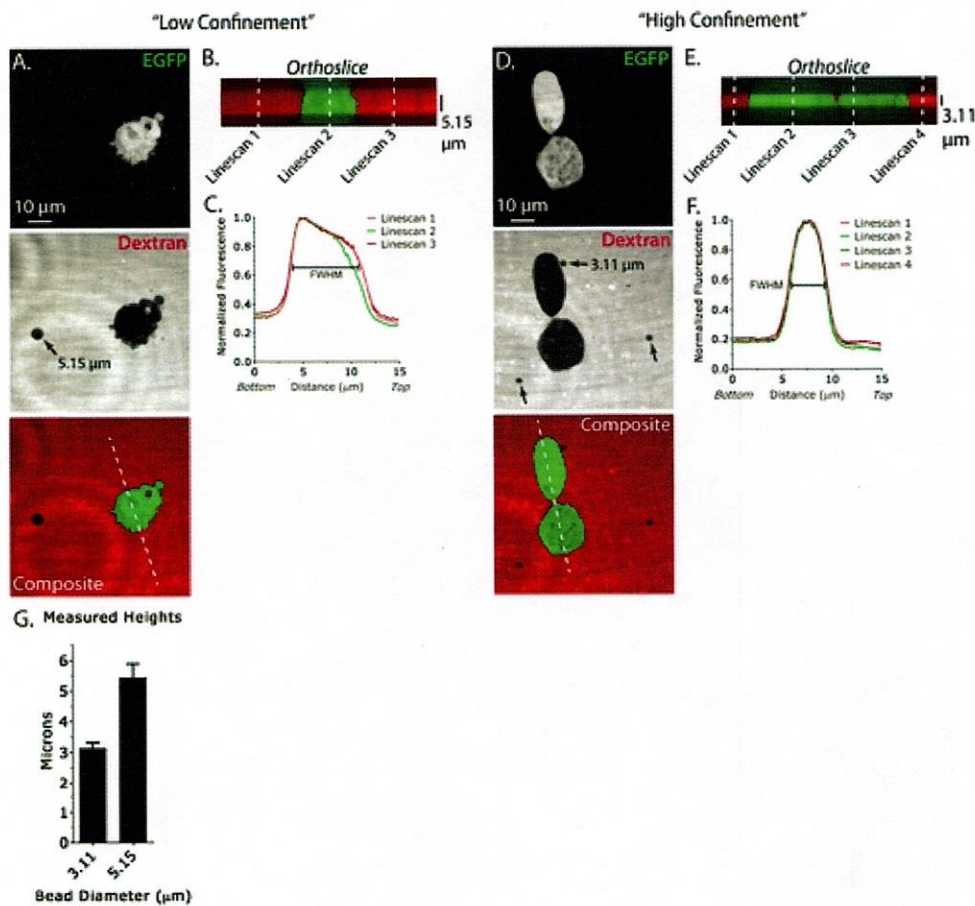 "Low Confinement"
"High Confinement"
A.
EGFP
10 µm
Dextran
5.15 µm
Composite
B.
Orthoslice
5.15
µm
Linescan 1
Linescan 2
Linescan 3
C.
Normalized Fluorescence
1.0
0.8
0.6
0.4
0.2
0.0
Linescan 1
Linescan 2
Linescan 3
FWHM
0
5
10
15
Bottom
Distance (µm)
Top
D.
EGFP
10 µm
Dextran
3.11 µm
Composite
E.
Orthoslice
3.11
µm
Linescan 1
Linescan 2
Linescan 3
Linescan 4
F.
Normalized Fluorescence
1.0
0.8
0.6
0.4
0.2
0.0
Linescan 1
Linescan 2
Linescan 3
Linescan 4
FWHM
0
5
10
15
Bottom
Distance (µm)
Top
G. Measured Heights
Microns
6
5
4
3
2
1
0
3.11
5.15
Bead Diameter (µm)